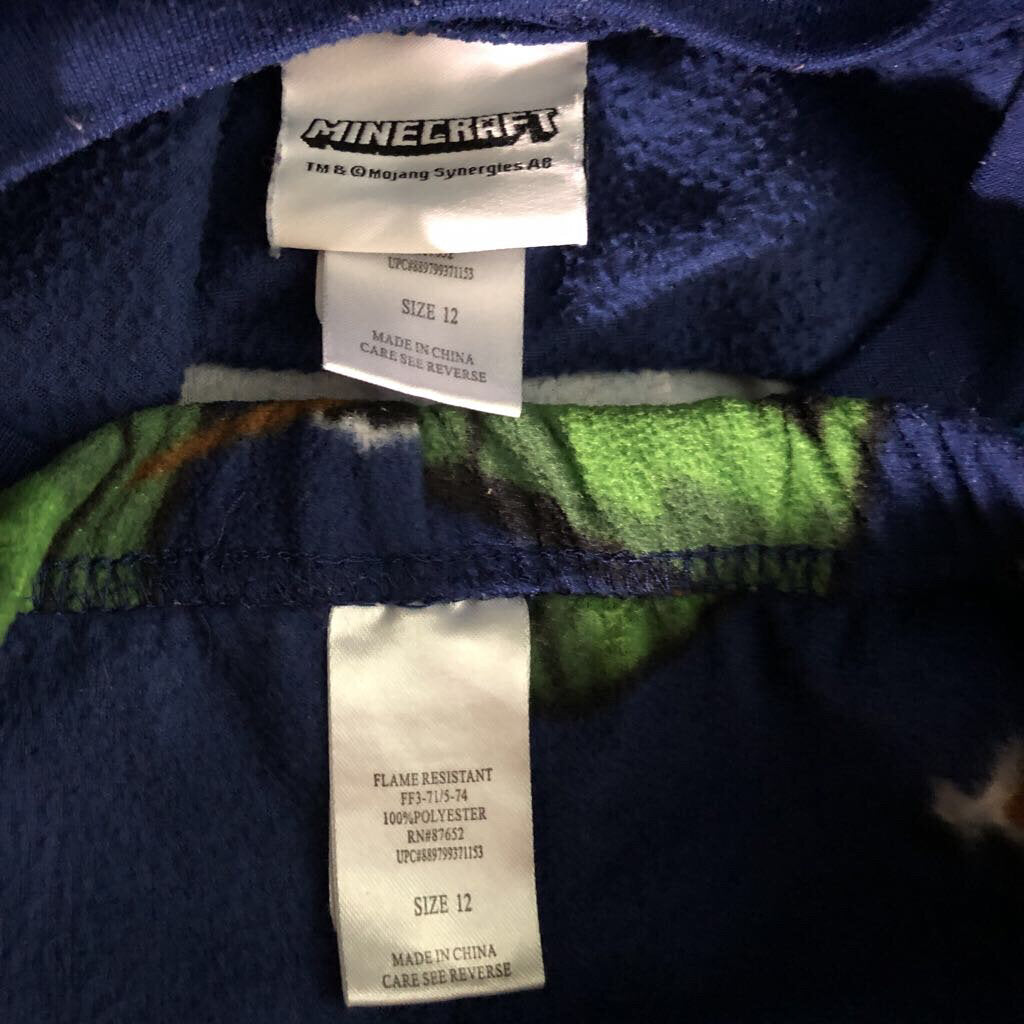 MINECRAFT
TM & © Mojang Synergies AB
UPC#889799371153
SIZE 12
MADE IN CHINA
CARE SEE REVERSE
FLAME RESISTANT
FF3-71/5-74
100%POLYESTER
RN#87652
UPC#889799371153
SIZE 12
MADE IN CHINA
CARE SEE REVERSE